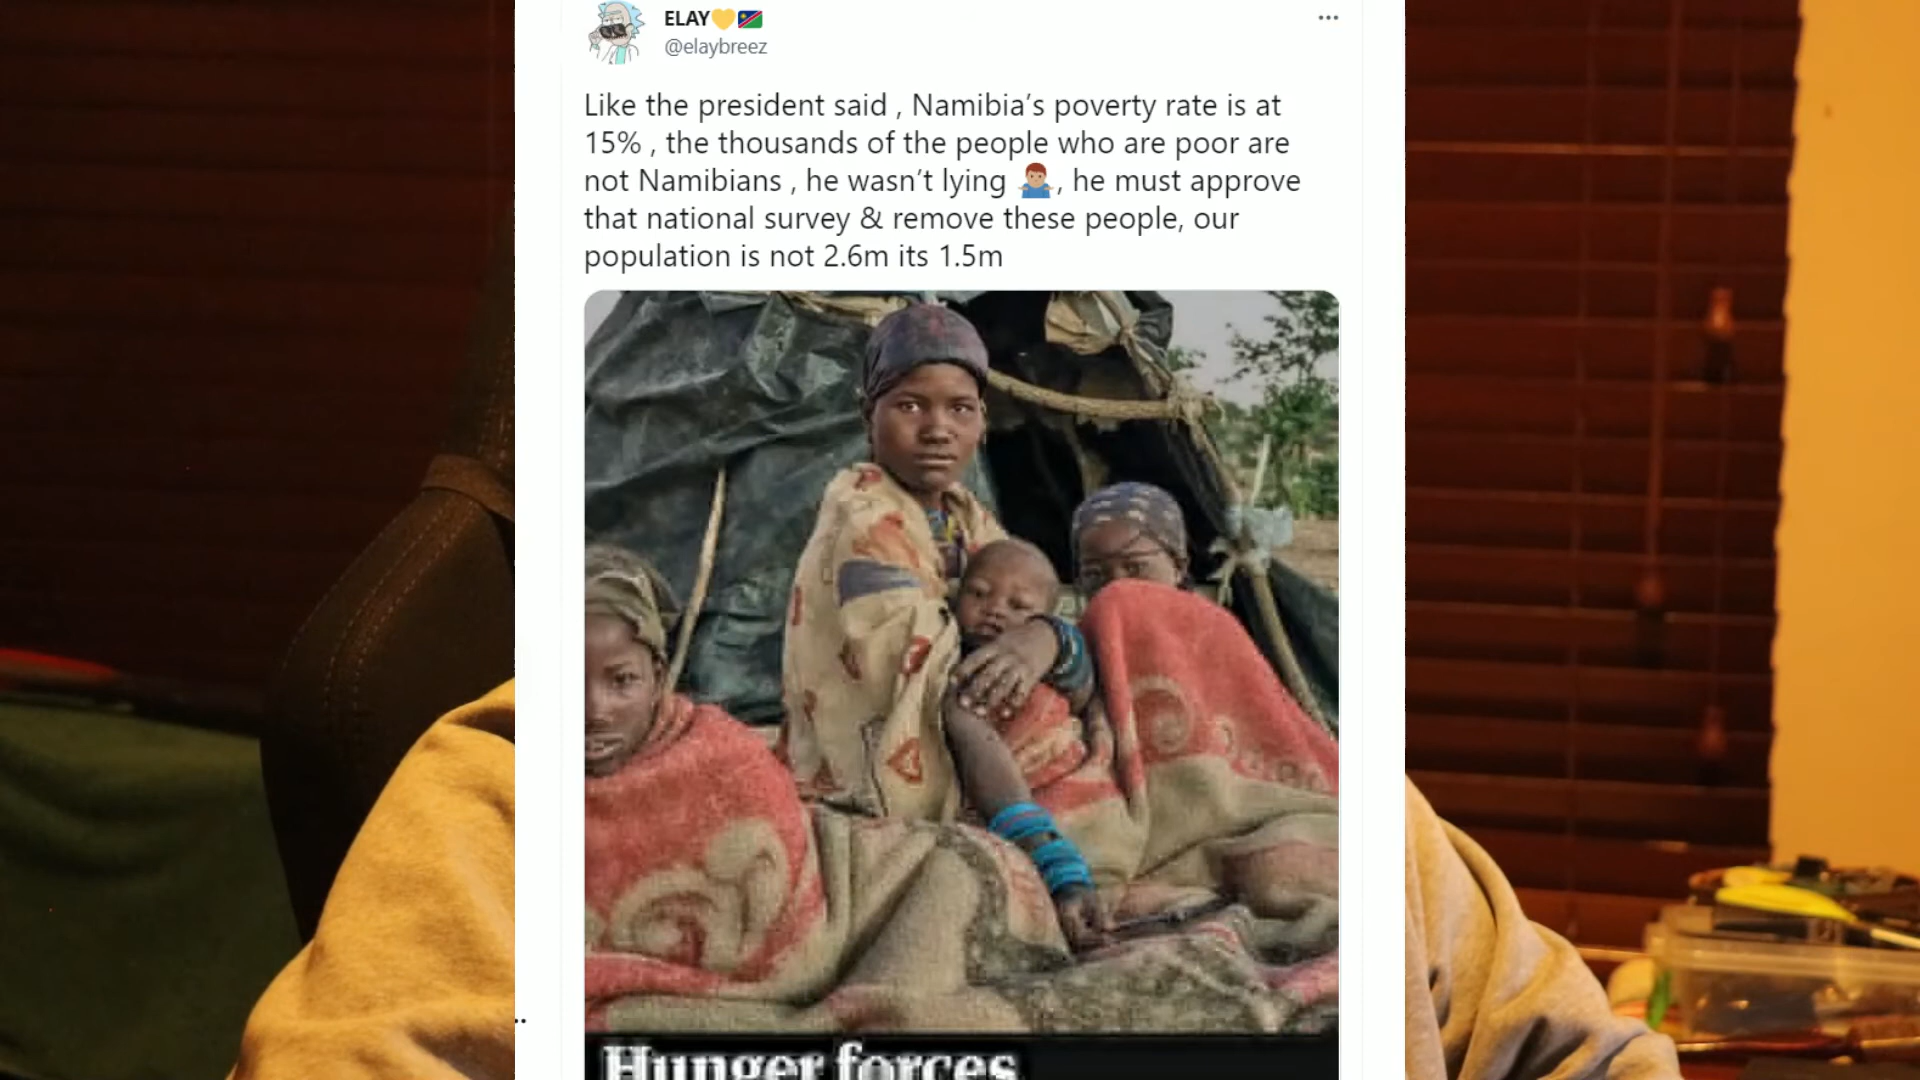 ELAY💛🇳🇦
@elaybreez
Like the president said , Namibia’s poverty rate is at
15% , the thousands of the people who are poor are
not Namibians , he wasn’t lying 🤷🏽‍♂️, he must approve
that national survey & remove these people, our
population is not 2.6m its 1.5m
Hunger forces